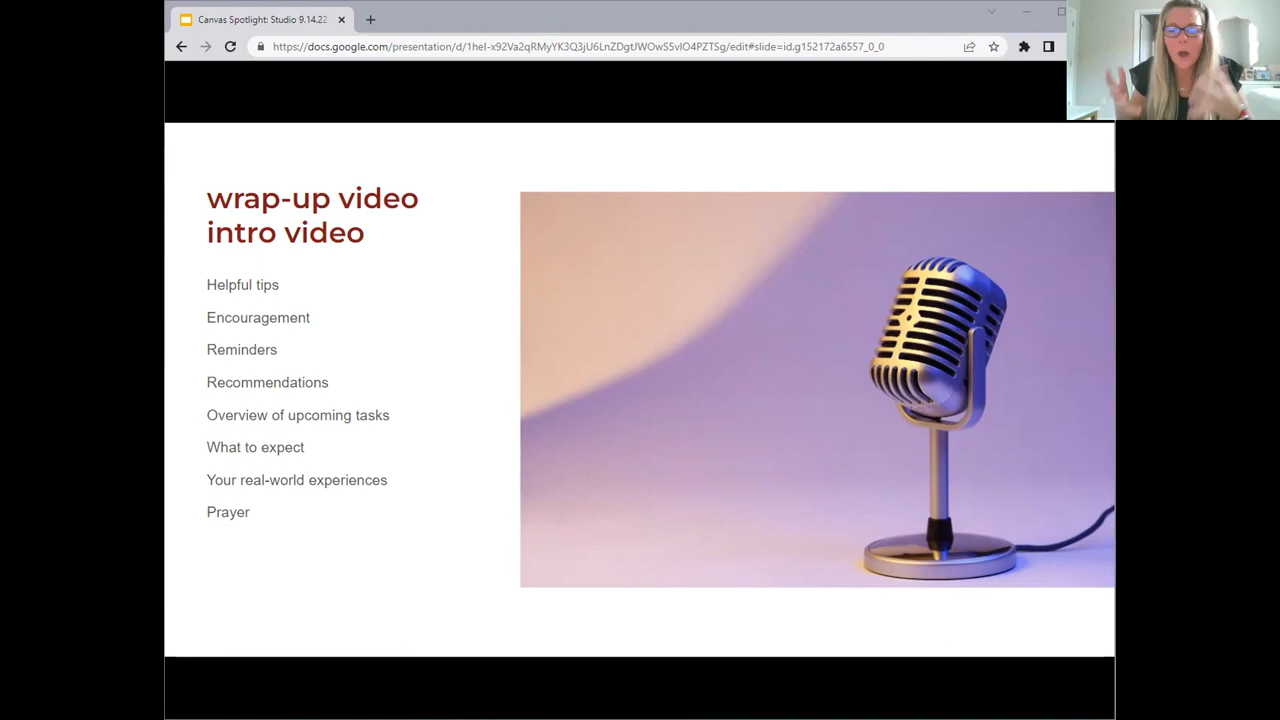 Canvas Spotlight: Studio 9.14.22
https://docs.google.com/presentation/d/1heI-x92Va2qRMyYK3Q3jU6LnZDgtJWOwS5vIO4PZTSg/edit#slide=id.g152172a6557_0_0
wrap-up video
intro video
Helpful tips
Encouragement
Reminders
Recommendations
Overview of upcoming tasks
What to expect
Your real-world experiences
Prayer